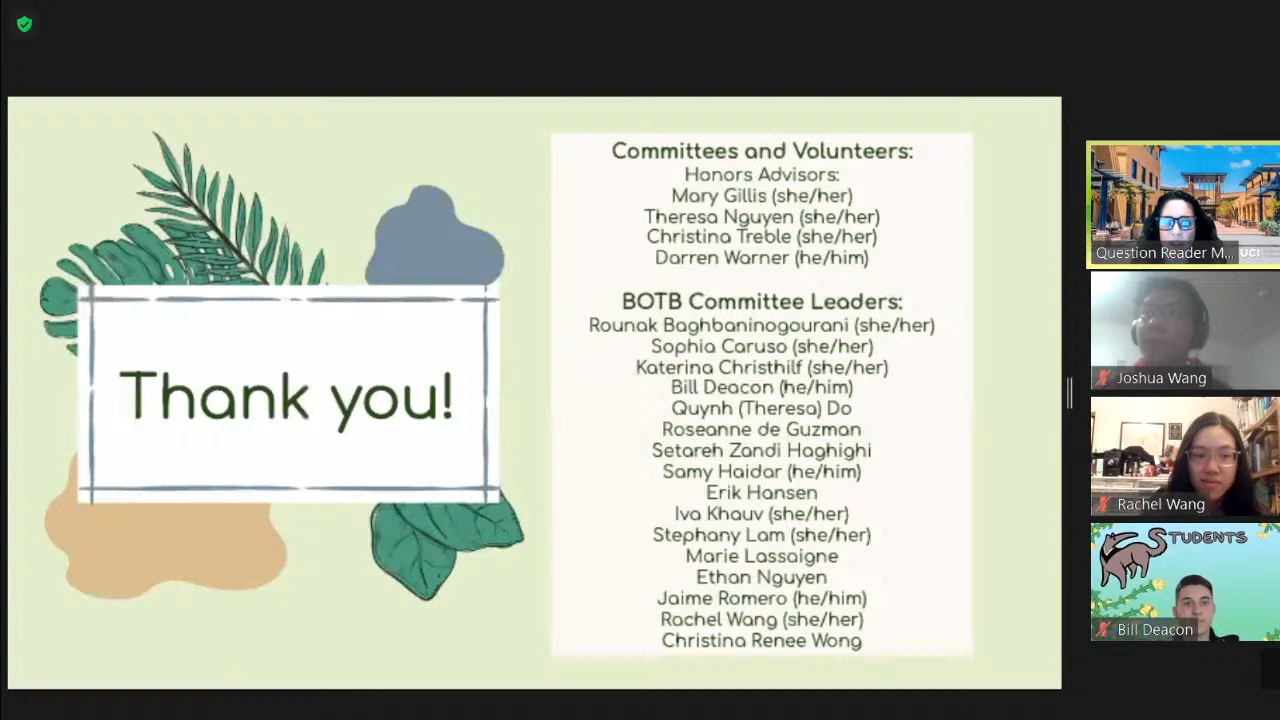 Thank you!
Committees and Volunteers:
Honors Advisors:
Mary Gillis (she/her)
Theresa Nguyen (she/her)
Christina Treble (she/her)
Darren Warner (he/him)
BOTB Committee Leaders:
Rounak Baghbaninogourani (she/her)
Sophia Caruso (she/her)
Katerina Christhilf (she/her)
Bill Deacon (he/him)
Quynh (Theresa) Do
Roseanne de Guzman
Setareh Zandi Haghighi
Samy Haidar (he/him)
Erik Hansen
Iva Khauv (she/her)
Stephany Lam (she/her)
Marie Lassaigne
Ethan Nguyen
Jaime Romero (he/him)
Rachel Wang (she/her)
Christina Renee Wong
Question Reader M...
UCI
Joshua Wang
Rachel Wang
STUDENTS
Bill Deacon